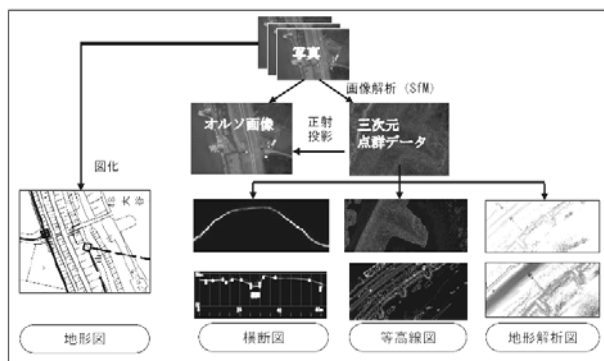 写真
画像解析（SfM）
オルソ画像
正射
投影
三次元
点群データ
図化
地形図
横断図
等高線図
地形解析図